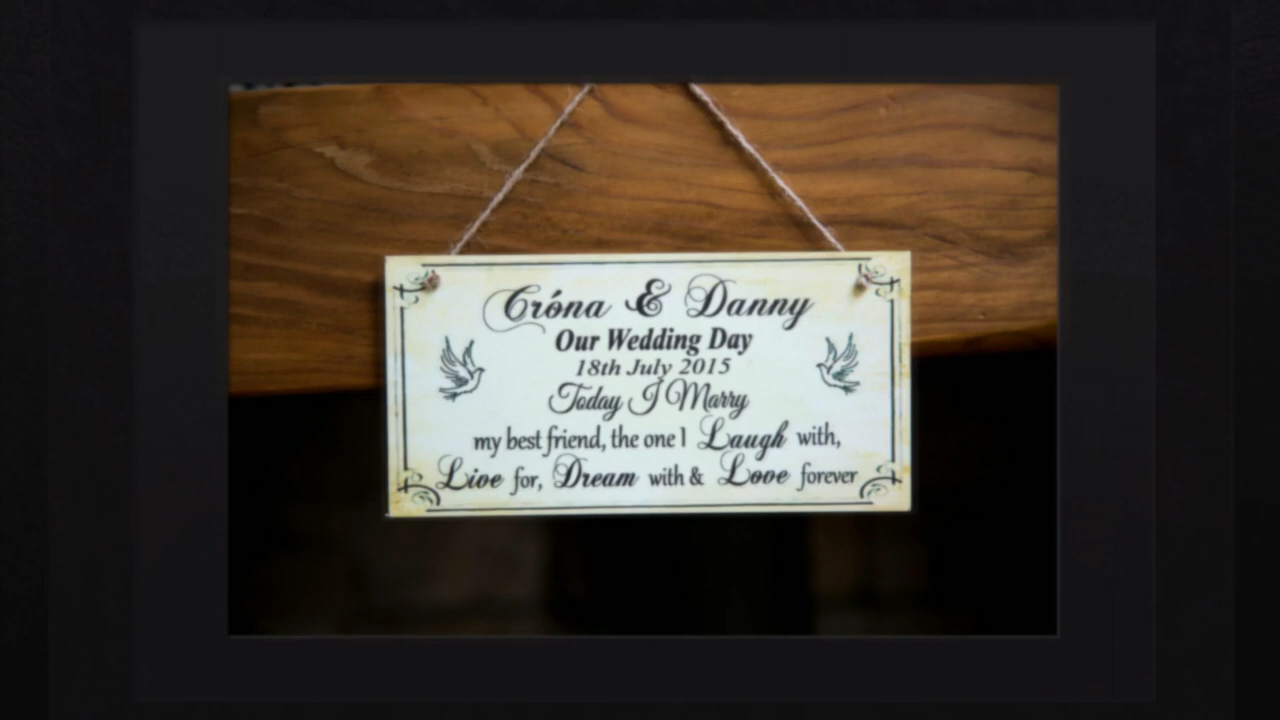 Cróna & Danny
Our Wedding Day
18th July 2015
Today I Marry
my best friend, the one I Laugh with,
Live for, Dream with & Love forever